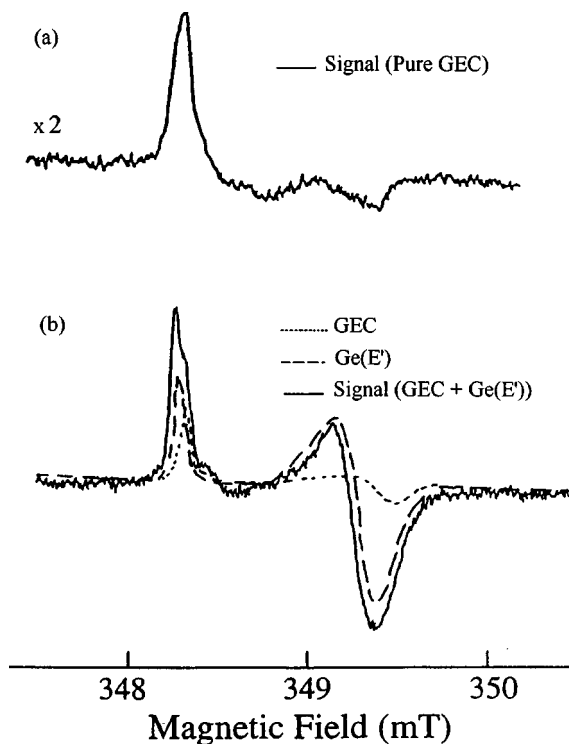 (a)
Signal (Pure GEC)
x 2
(b)
GEC
Ge(E')
Signal (GEC + Ge(E'))
348 349 350
Magnetic Field (mT)